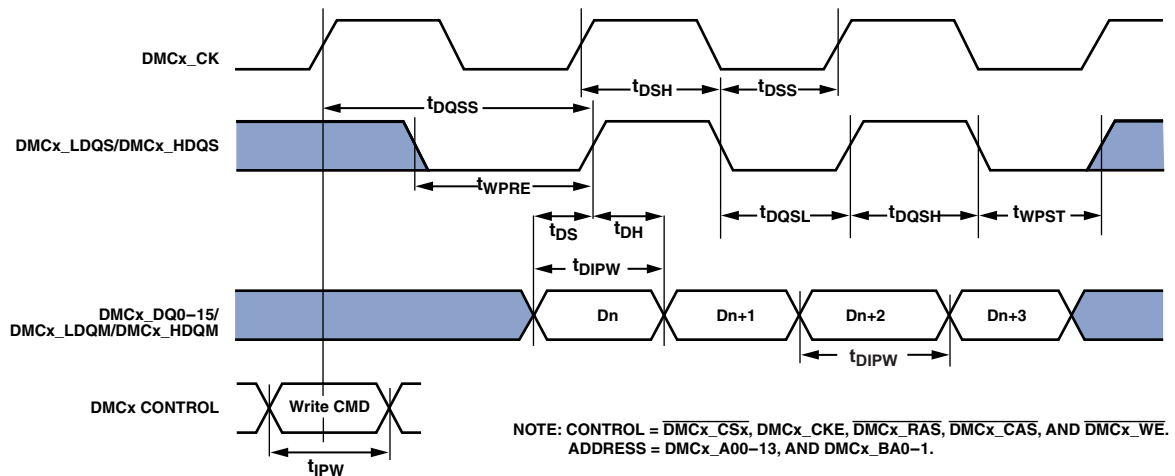 DMCx_CK
tDSH
tDSS
tDQSS
DMCx_LDQS/DMCx_HDQS
tWPRE
tDS
tDH
tDQSL
tDQSH
tWPST
tDIPW
DMCx_DQ0–15/
DMCx_LDQM/DMCx_HDQM
Dn
Dn+1
Dn+2
Dn+3
tDIPW
DMCx CONTROL
Write CMD
tIPW
NOTE: CONTROL = DMCx_CSx, DMCx_CKE, DMCx_RAS, DMCx_CAS, AND DMCx_WE.
ADDRESS = DMCx_A00–13, AND DMCx_BA0–1.